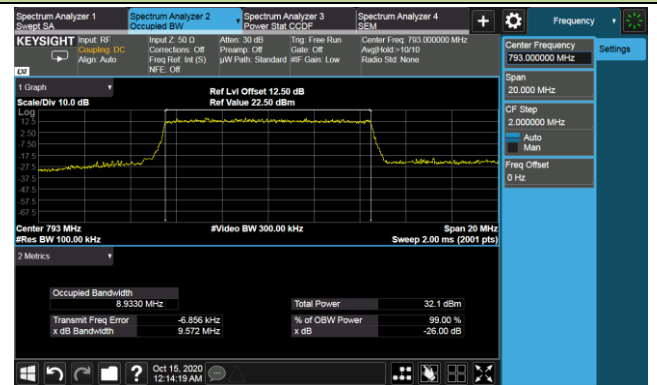 Spectrum Analyzer 1
Swept SA
Spectrum Analyzer 2
Occupied BW
Spectrum Analyzer 3
Power Stat CCDF
Spectrum Analyzer 4
SEM
Frequency
KEYSIGHT
Input: RF
Coupling: DC
Align: Auto
Input Z: 50 Ω
Corrections: Off
Freq Ref: Int (S)
NFE: Off
Atten: 30 dB
Preamp: Off
µW Path: Standard
Trig: Free Run
Gate: Off
#IF Gain: Low
Center Freq: 793.000000 MHz
Avg|Hold:>10/10
Radio Std: None
LXI
Center Frequency
793.000000 MHz
Settings
Span
20.000 MHz
CF Step
2.000000 MHz
Auto
Man
Freq Offset
0 Hz
1 Graph
Scale/Div 10.0 dB
Ref Lvl Offset 12.50 dB
Ref Value 22.50 dBm
Log
12.5
2.50
-7.50
-17.5
-27.5
-37.5
-47.5
-57.5
-67.5
Center 793 MHz
#Video BW 300.00 kHz
Span 20 MHz
#Res BW 100.00 kHz
Sweep 2.00 ms (2001 pts)
2 Metrics
Occupied Bandwidth
8.9330 MHz
Total Power
32.1 dBm
Transmit Freq Error
-6.856 kHz
% of OBW Power
99.00 %
x dB Bandwidth
9.572 MHz
x dB
-26.00 dB
Oct 15, 2020
12:14:19 AM